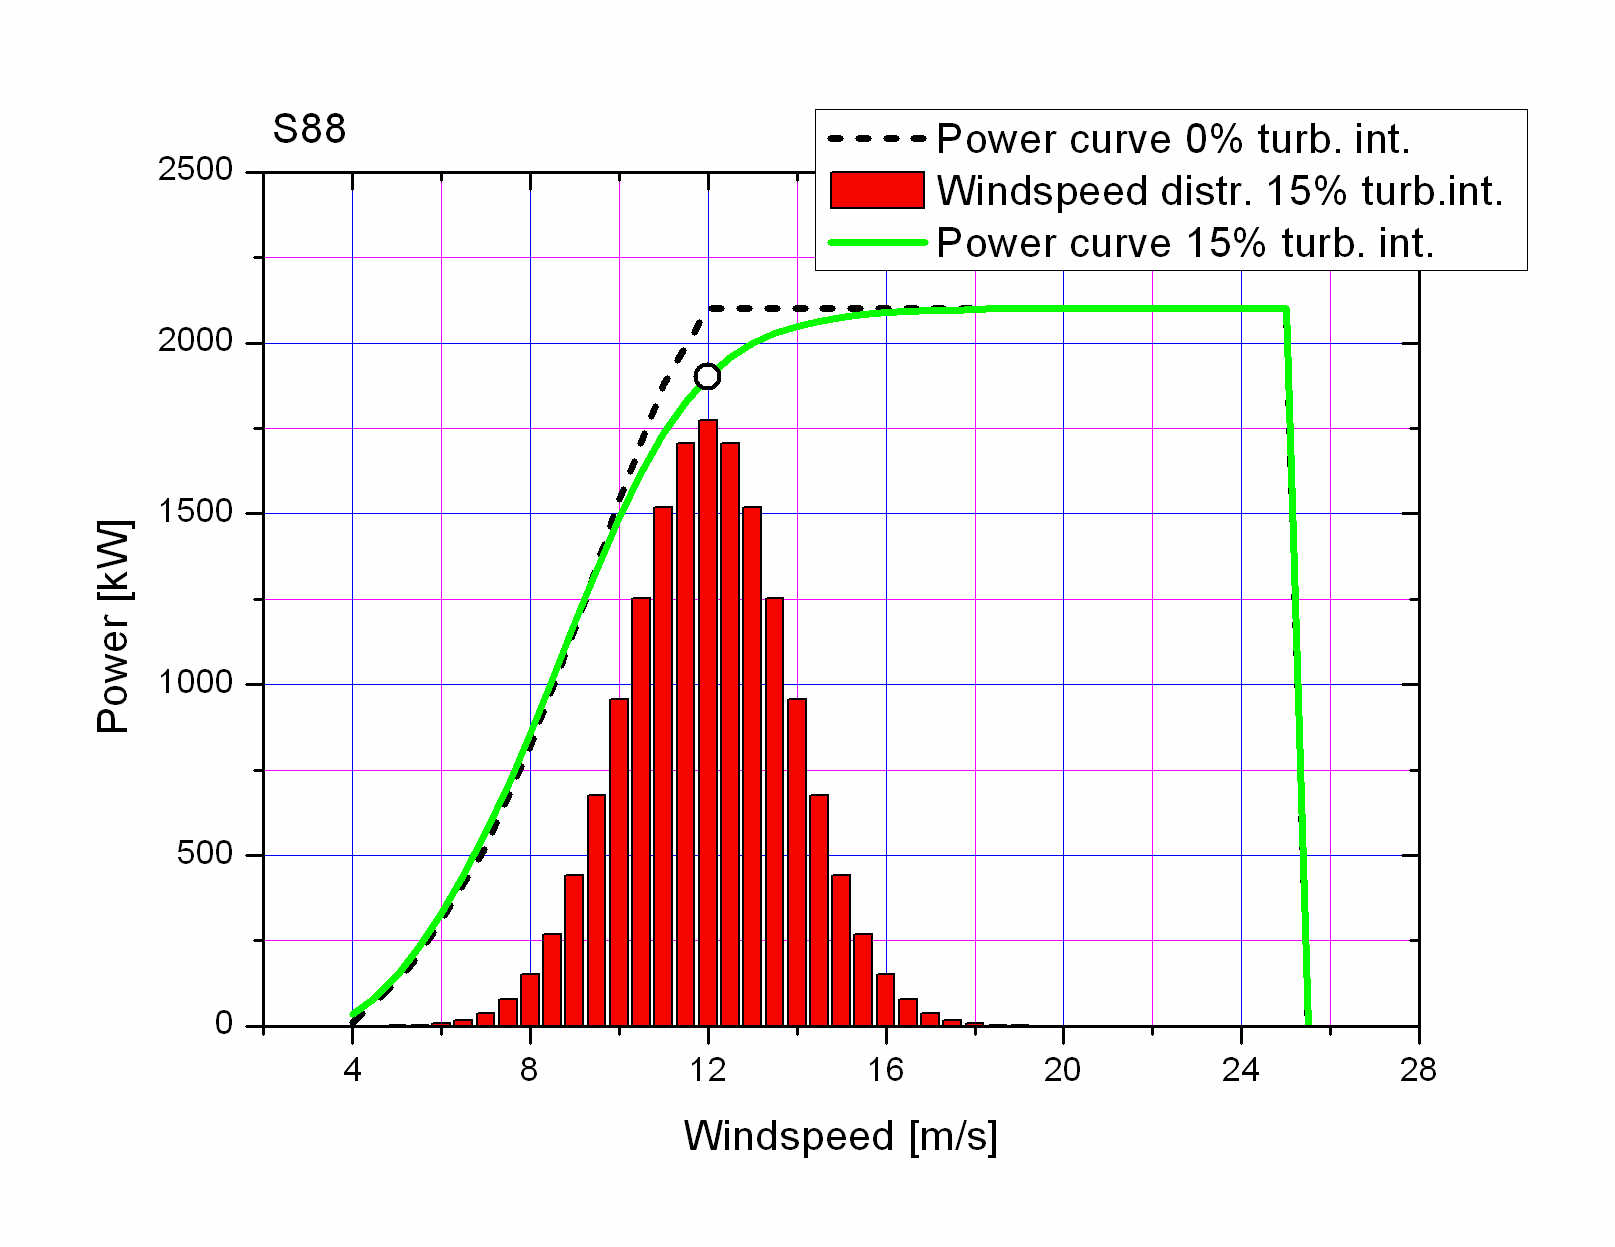 S88
Power curve 0% turb. int.
Windspeed distr. 15% turb.int.
Power curve 15% turb. int.
2500
2000
1500
1000
500
0
Power [kW]
4 8 12 16 20 24 28
Windspeed [m/s]